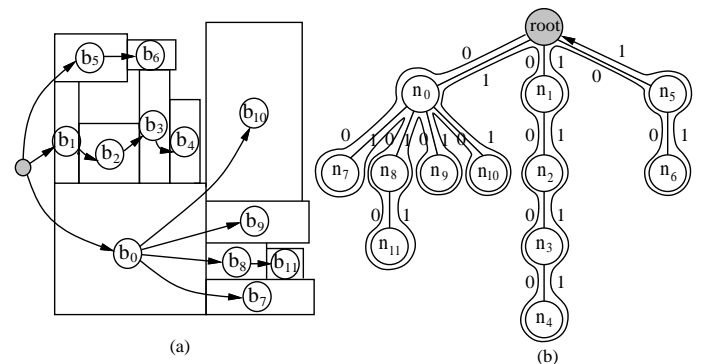 root
b₅ b₆
b₁₀
b₁ b₂ b₃ b₄
b₉
b₀
b₈ b₁₁
b₇
0 1 0 1 0 1
n₀ n₁ n₅
0 1 0 1 0 1 0 1 0 1 0 1
n₇ n₈ n₉ n₁₀ n₂ n₆
0 1 0 1
n₁₁ n₃
0 1
n₄
(a)
(b)